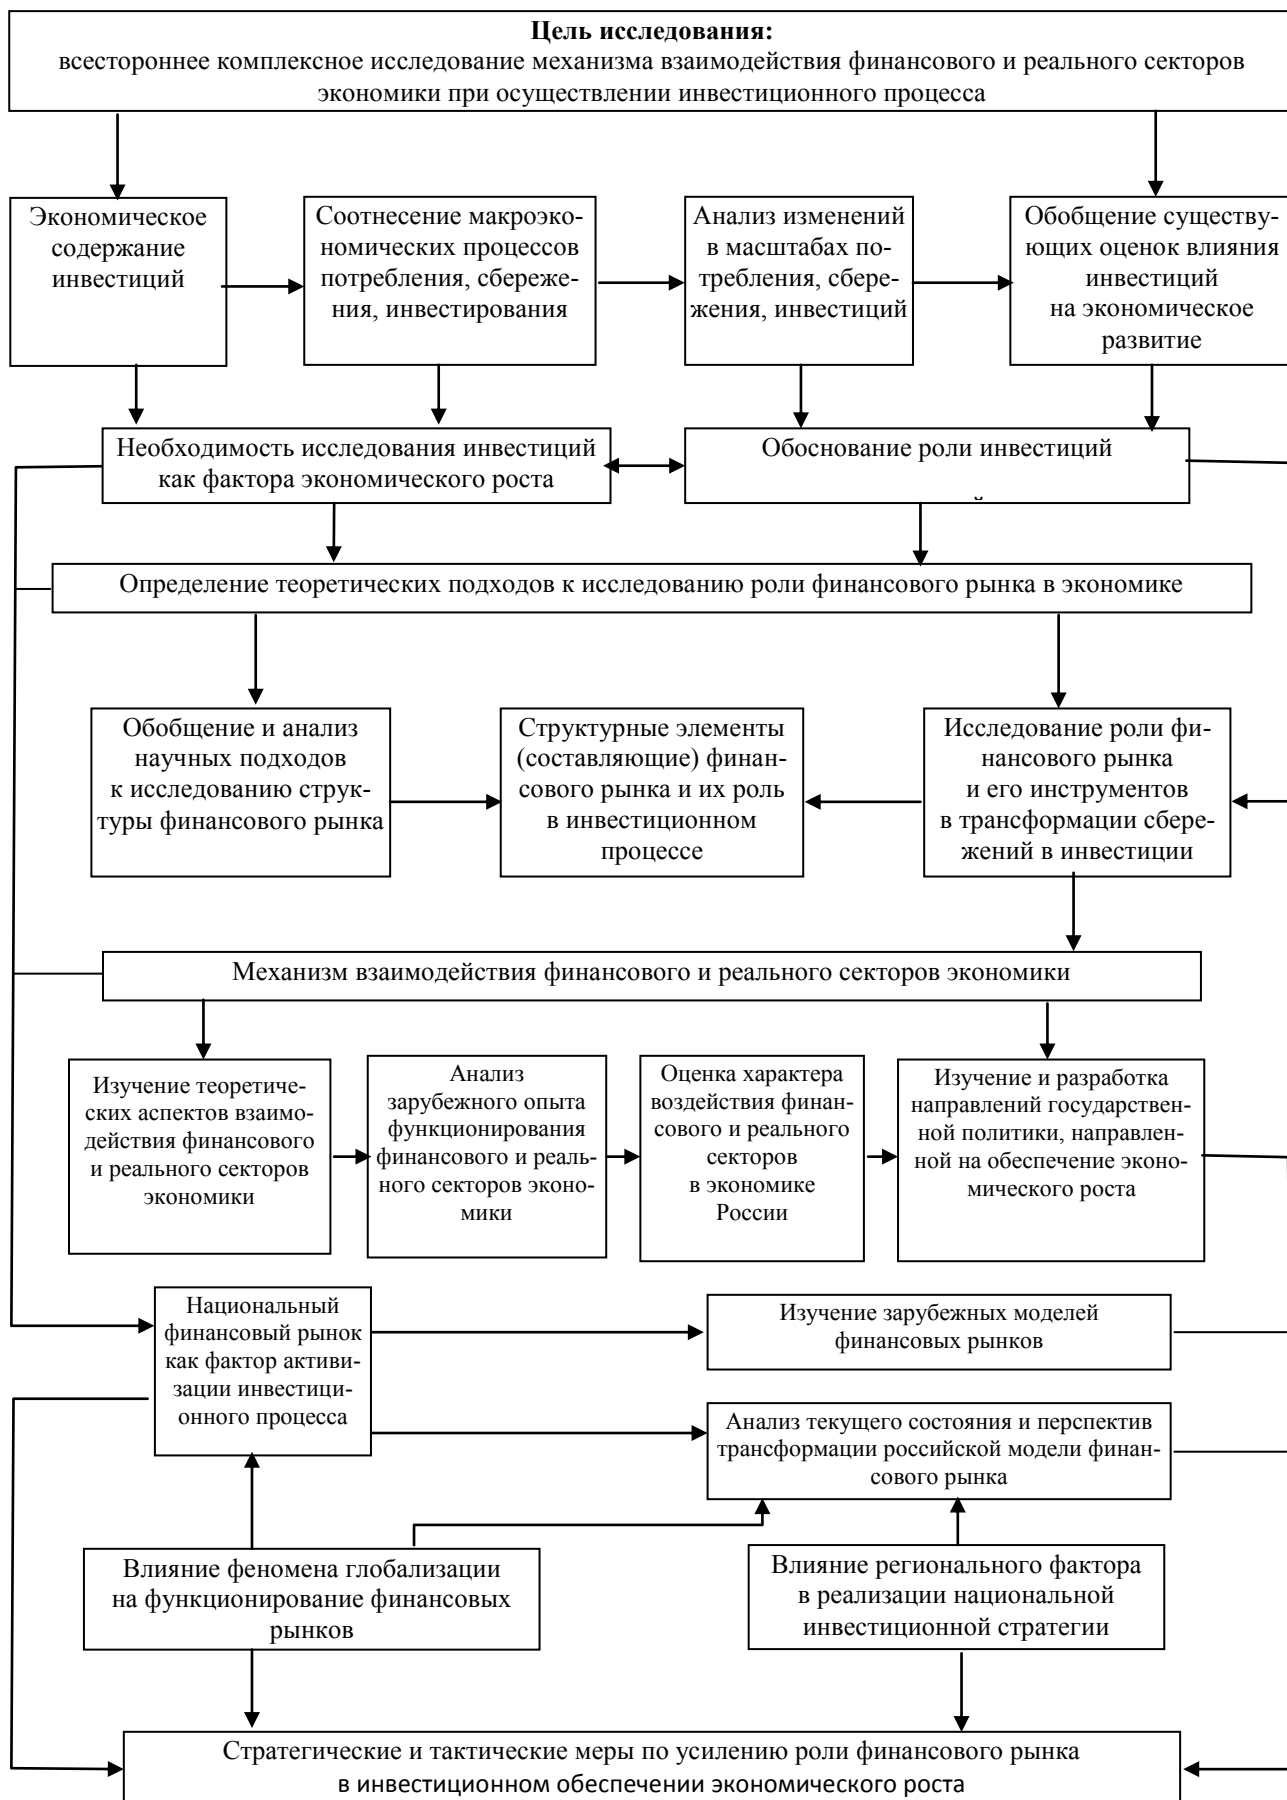 Цель исследования:
всестороннее комплексное исследование механизма взаимодействия финансового и реального секторов
экономики при осуществлении инвестиционного процесса
Экономическое
содержание
инвестиций
Соотнесение макроэко-
номических процессов
потребления, сбереже-
ния, инвестирования
Анализ изменений
в масштабах по-
требления, сбере-
жения, инвестиций
Обобщение существу-
ющих оценок влияния
инвестиций
на экономическое
развитие
Необходимость исследования инвестиций
как фактора экономического роста
Обоснование роли инвестиций
Определение теоретических подходов к исследованию роли финансового рынка в экономике
Обобщение и анализ
научных подходов
к исследованию струк-
туры финансового рынка
Структурные элементы
(составляющие) финан-
сового рынка и их роль
в инвестиционном
процессе
Исследование роли фи-
нансового рынка
и его инструментов
в трансформации сбере-
жений в инвестиции
Механизм взаимодействия финансового и реального секторов экономики
Изучение теоретиче-
ских аспектов взаимо-
действия финансового
и реального секторов
экономики
Анализ
зарубежного опыта
функционирования
финансового и реаль-
ного секторов эконо-
мики
Оценка характера
воздействия финан-
сового и реального
секторов
в экономике
России
Изучение и разработка
направлений государствен-
ной политики, направлен-
ной на обеспечение эконо-
мического роста
Национальный
финансовый рынок
как фактор активи-
зации инвестици-
онного процесса
Изучение зарубежных моделей
финансовых рынков
Анализ текущего состояния и перспектив
трансформации российской модели финан-
сового рынка
Влияние феномена глобализации
на функционирование финансовых
рынков
Влияние регионального фактора
в реализации национальной
инвестиционной стратегии
Стратегические и тактические меры по усилению роли финансового рынка
в инвестиционном обеспечении экономического роста